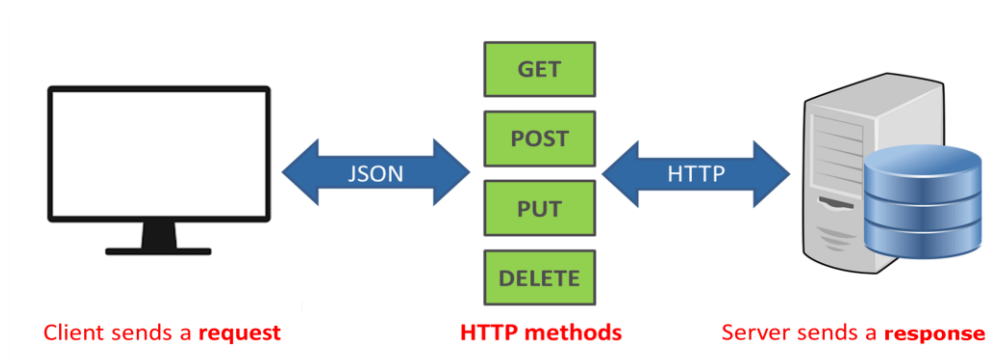 GET
POST
JSON
HTTP
PUT
DELETE
Client sends a request
HTTP methods
Server sends a response